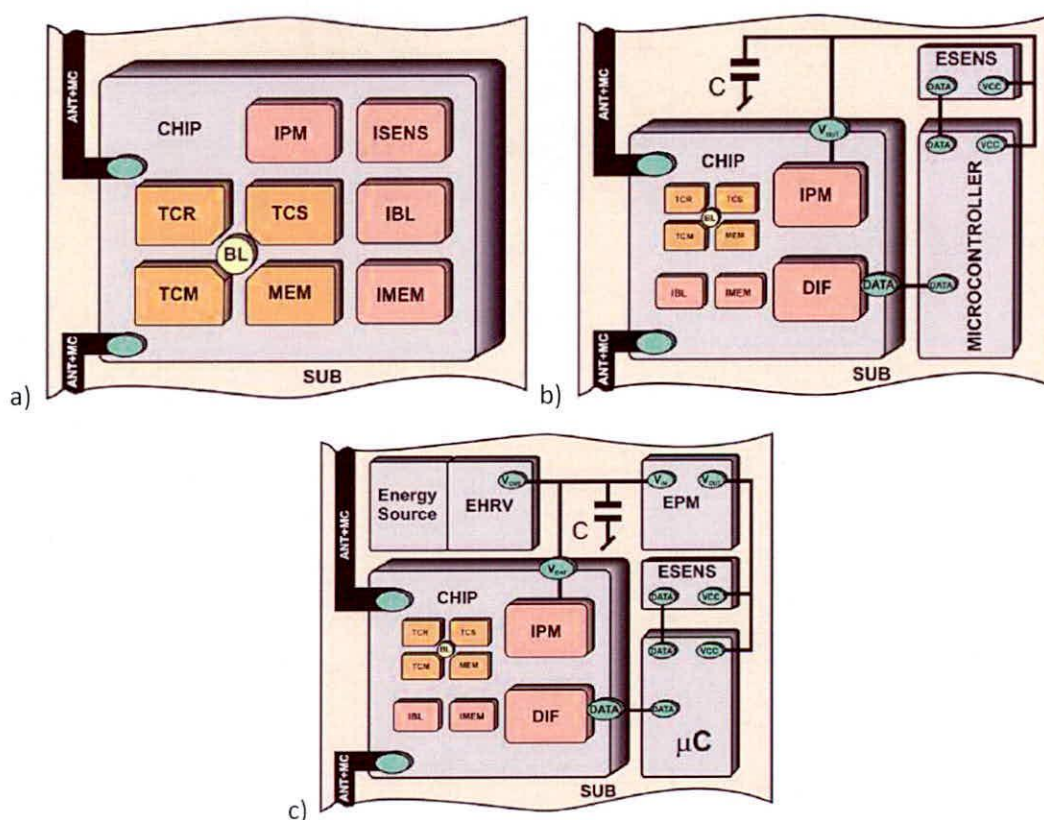 ANT+MC
CHIP
IPM
ISENS
TCR
TCS
IBL
BL
TCM
MEM
IMEM
ANT+MC
SUB
a)
ANT+MC
C
ESENS
DATA
VCC
VOUT
DATA
VCC
CHIP
TCR
TCS
IPM
BL
TCM
MEM
MICROCONTROLLER
IBL
IMEM
DIF
DATA
DATA
ANT+MC
SUB
b)
ANT+MC
Energy
Source
EHRV
C
VIN
VOUT
EPM
CHIP
ESENS
DATA
VCC
TCR
TCS
IPM
BL
TCM
MEM
DATA
VCC
IBL
IMEM
DIF
DATA
DATA
μC
ANT+MC
SUB
c)